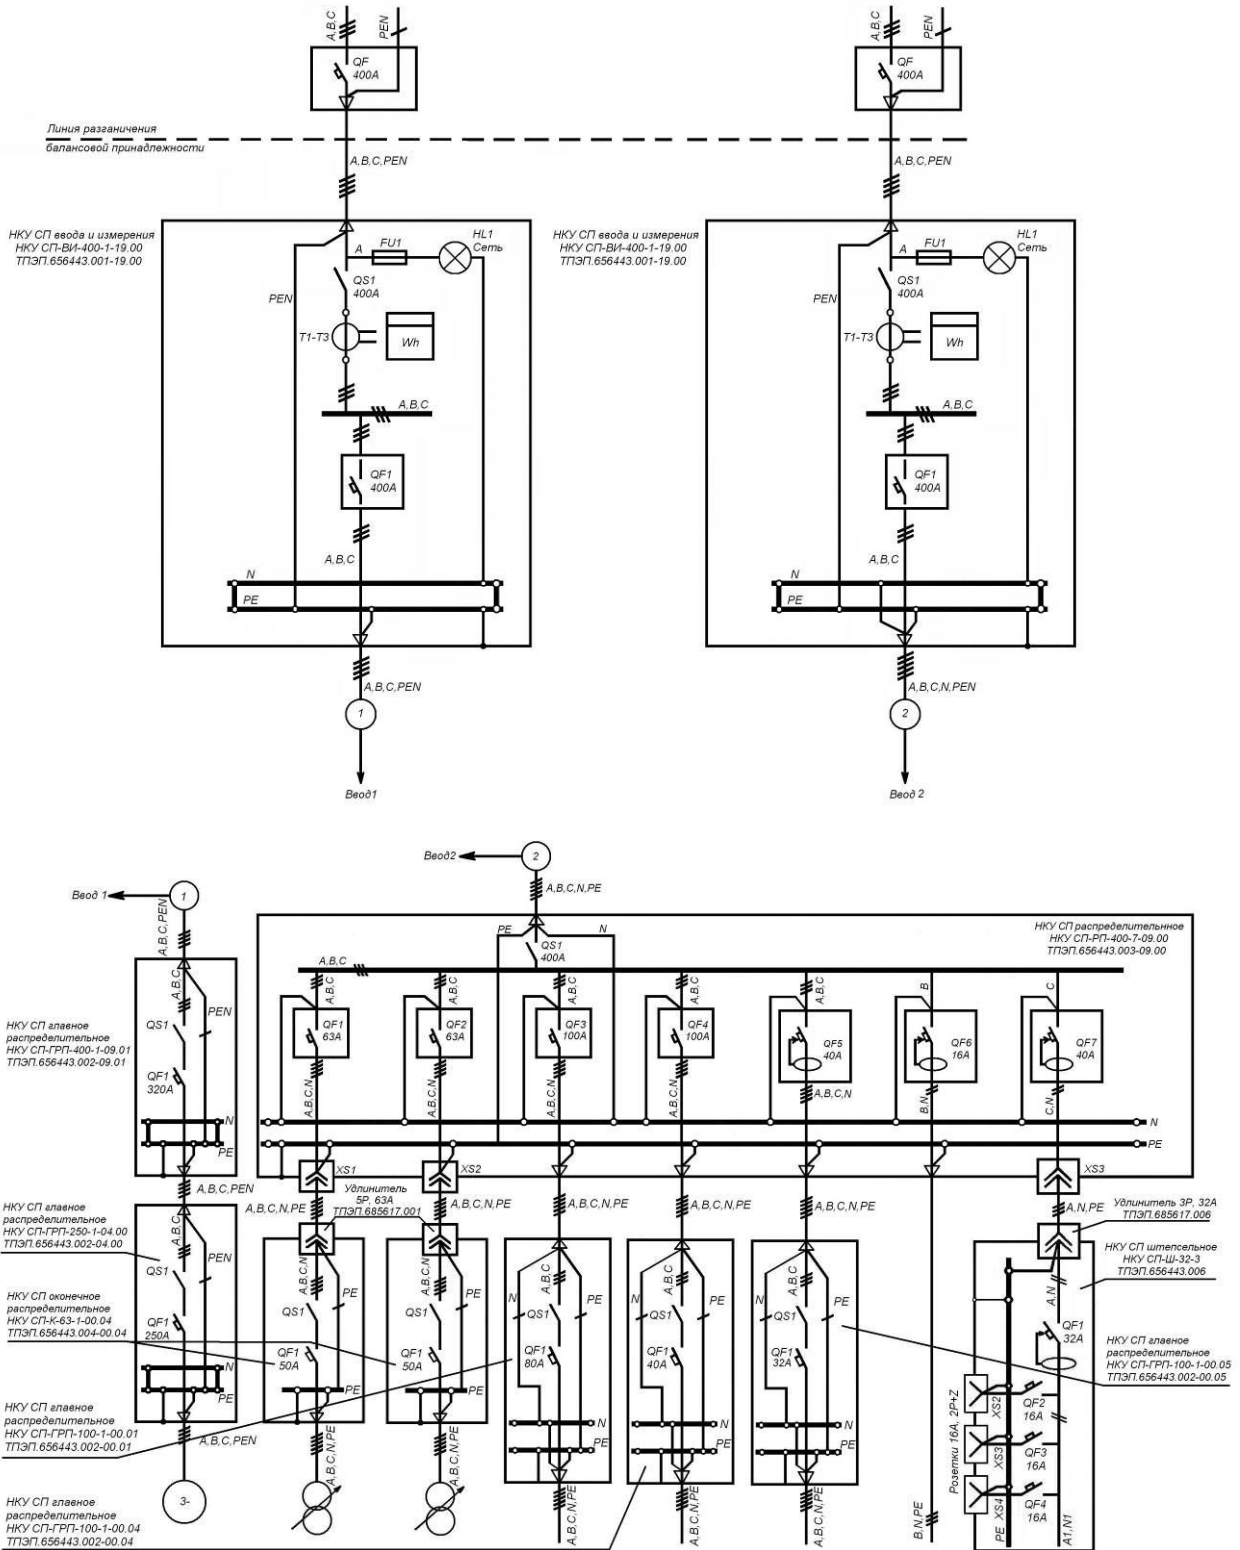 A,B,C
PEN
A,B,C
PEN
QF
400A
QF
400A
Линия разганичения
балансовой принадлежности
A,B,C,PEN
A,B,C,PEN
НКУ СП ввода и измерения
НКУ СП-ВИ-400-1-19.00
ТПЭП.656443.001-19.00
A
FU1
HL1
Сеть
QS1
400A
PEN
T1-T3
Wh
A,B,C
QF1
400A
A,B,C
N
PE
A,B,C,PEN
1
Ввод1
НКУ СП ввода и измерения
НКУ СП-ВИ-400-1-19.00
ТПЭП.656443.001-19.00
A
FU1
HL1
Сеть
QS1
400A
PEN
T1-T3
Wh
A,B,C
QF1
400A
A,B,C
N
PE
A,B,C,N,PEN
2
Ввод 2
Ввод2
2
A,B,C,N,PE
Ввод 1
1
A,B,C,PEN
НКУ СП распределительнное
НКУ СП-РП-400-7-09.00
ТПЭП.656443.003-09.00
PE
N
QS1
400A
A,B,C
A,B,C
A,B,C
A,B,C
A,B,C
A,B,C
B
C
QF1
63A
QF2
63A
QF3
100A
QF4
100A
QF5
40A
QF6
16A
QF7
40A
A,B,C,N
A,B,C,N
A,B,C,N
A,B,C,N
A,B,C,N
B,N
C,N
N
PE
XS1
XS2
XS3
НКУ СП главное
распределительное
НКУ СП-ГРП-400-1-09.01
ТПЭП.656443.002-09.01
A,B,C
PEN
QS1
QF1
320A
N
PE
A,B,C,PEN
Удлинитель
5P, 63A
ТПЭП.685617.001
A,B,C,N,PE
A,B,C,N,PE
A,B,C,N,PE
A,B,C,N,PE
A,B,C,N,PE
A,N,PE
Удлинитель 3P, 32A
ТПЭП.685617.006
НКУ СП главное
распределительное
НКУ СП-ГРП-250-1-04.00
ТПЭП.656443.002-04.00
A,B,C
PEN
QS1
QF1
250A
N
PE
A,B,C,PEN
3-
НКУ СП оконечное
распределительное
НКУ СП-К-63-1-00.04
ТПЭП.656443.004-00.04
A,B,C,N
PE
QS1
QF1
50A
PE
A,B,C,N,PE
A,B,C,N
PE
QS1
QF1
50A
PE
A,B,C,N,PE
A,B,C
N
PE
QS1
QF1
80A
N
PE
A,B,C,N,PE
A,B,C
N
PE
QS1
QF1
40A
N
PE
A,B,C,N,PE
A,B,C
N
PE
QS1
QF1
32A
N
PE
A,B,C,N,PE
B,N,PE
НКУ СП штепсельное
НКУ СП-Ш-32-3
ТПЭП.656443.006
A,N
QF1
32A
НКУ СП главное
распределительное
НКУ СП-ГРП-100-1-00.05
ТПЭП.656443.002-00.05
Розетки 16A, 2P+Z
XS2
QF2
16A
XS3
QF3
16A
XS4
QF4
16A
PE
A1,N1
НКУ СП главное
распределительное
НКУ СП-ГРП-100-1-00.01
ТПЭП.656443.002-00.01
НКУ СП главное
распределительное
НКУ СП-ГРП-100-1-00.04
ТПЭП.656443.002-00.04